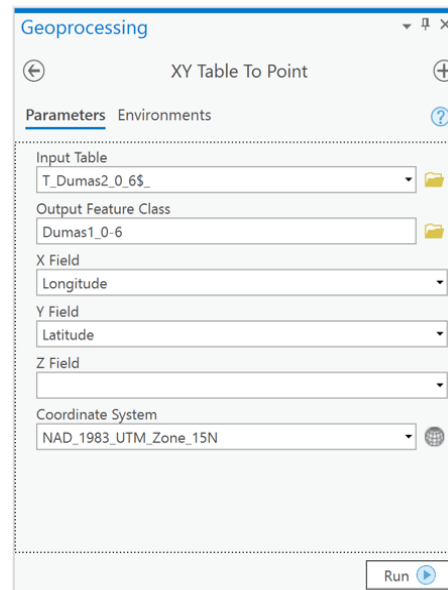 Geoprocessing
XY Table To Point
Parameters Environments
Input Table
T_Dumas2_0_6$_
Output Feature Class
Dumas1_0-6
X Field
Longitude
Y Field
Latitude
Z Field
Coordinate System
NAD_1983_UTM_Zone_15N
Run